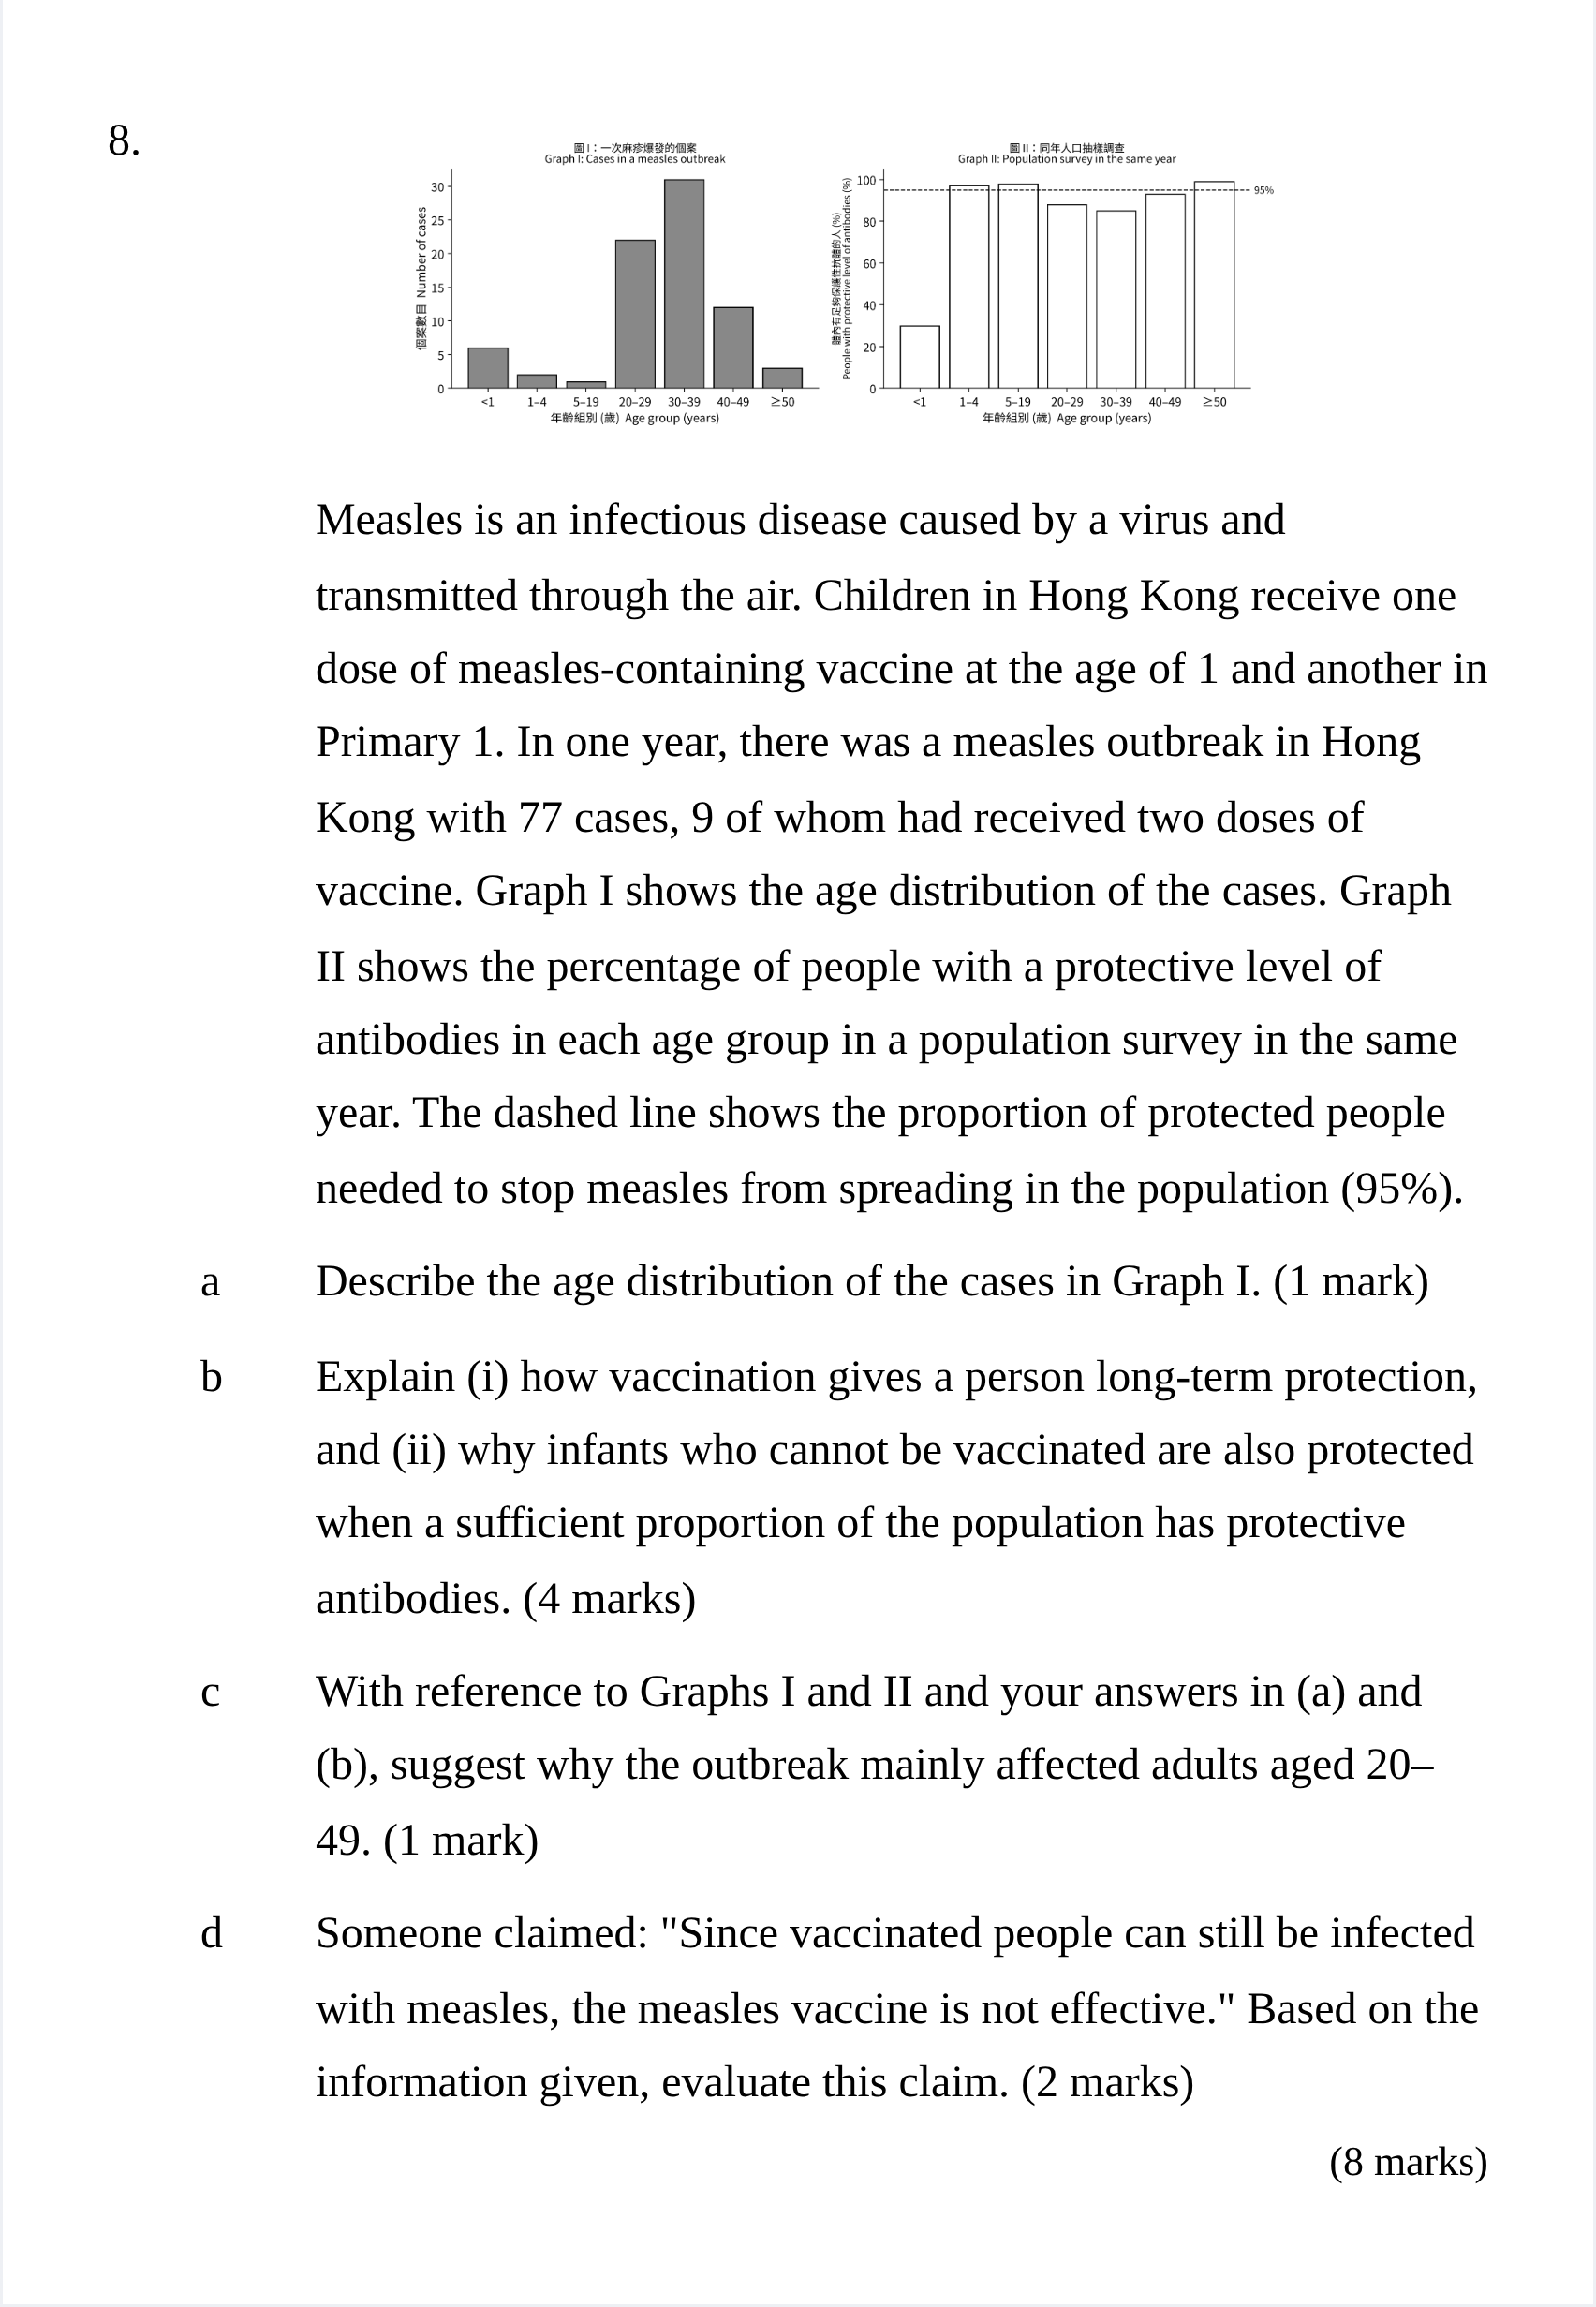 8.
圖 I：一次麻疹爆發的個案
Graph I: Cases in a measles outbreak
個案數目 Number of cases
30
25
20
15
10
5
0
<1 1–4 5–19 20–29 30–39 40–49 ≥50
年齡組別 (歲) Age group (years)
圖 II：同年人口抽樣調查
Graph II: Population survey in the same year
體內有足夠保護性抗體的人 (%)
People with protective level of antibodies (%)
100
80
60
40
20
0
95%
<1 1–4 5–19 20–29 30–39 40–49 ≥50
年齡組別 (歲) Age group (years)
Measles is an infectious disease caused by a virus and
transmitted through the air. Children in Hong Kong receive one
dose of measles-containing vaccine at the age of 1 and another in
Primary 1. In one year, there was a measles outbreak in Hong
Kong with 77 cases, 9 of whom had received two doses of
vaccine. Graph I shows the age distribution of the cases. Graph
II shows the percentage of people with a protective level of
antibodies in each age group in a population survey in the same
year. The dashed line shows the proportion of protected people
needed to stop measles from spreading in the population (95%).
a Describe the age distribution of the cases in Graph I. (1 mark)
b Explain (i) how vaccination gives a person long-term protection,
and (ii) why infants who cannot be vaccinated are also protected
when a sufficient proportion of the population has protective
antibodies. (4 marks)
c With reference to Graphs I and II and your answers in (a) and
(b), suggest why the outbreak mainly affected adults aged 20–
49. (1 mark)
d Someone claimed: "Since vaccinated people can still be infected
with measles, the measles vaccine is not effective." Based on the
information given, evaluate this claim. (2 marks)
(8 marks)